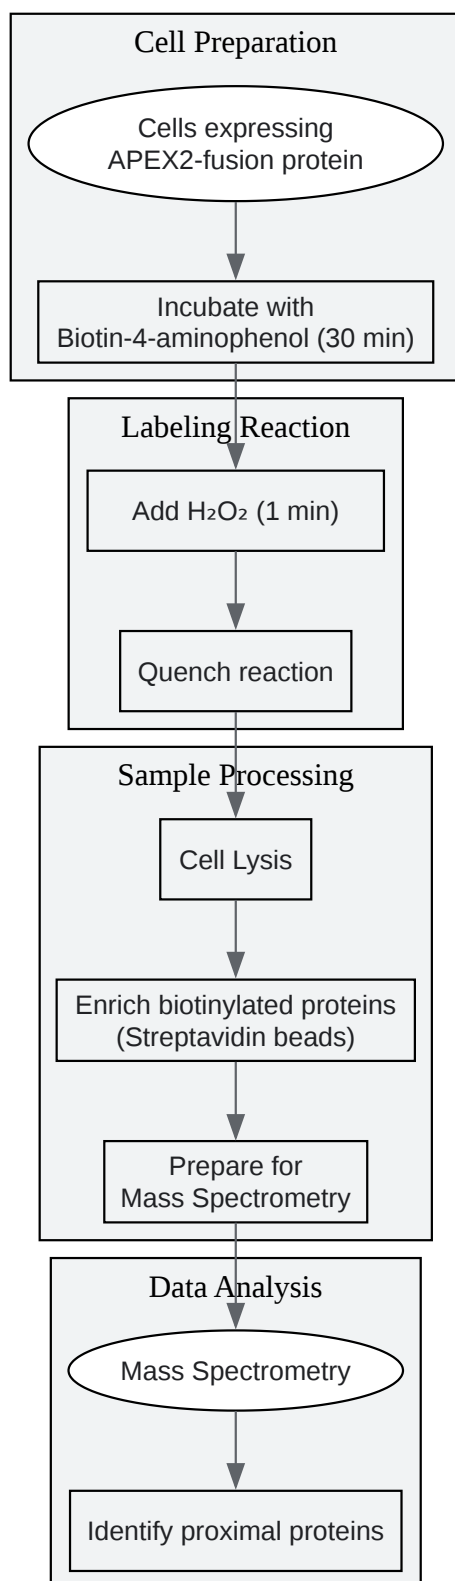 Cell Preparation
Cells expressing
APEX2-fusion protein
Incubate with
Biotin-4-aminophenol (30 min)
Labeling Reaction
Add H₂O₂ (1 min)
Quench reaction
Sample Processing
Cell Lysis
Enrich biotinylated proteins
(Streptavidin beads)
Prepare for
Mass Spectrometry
Data Analysis
Mass Spectrometry
Identify proximal proteins